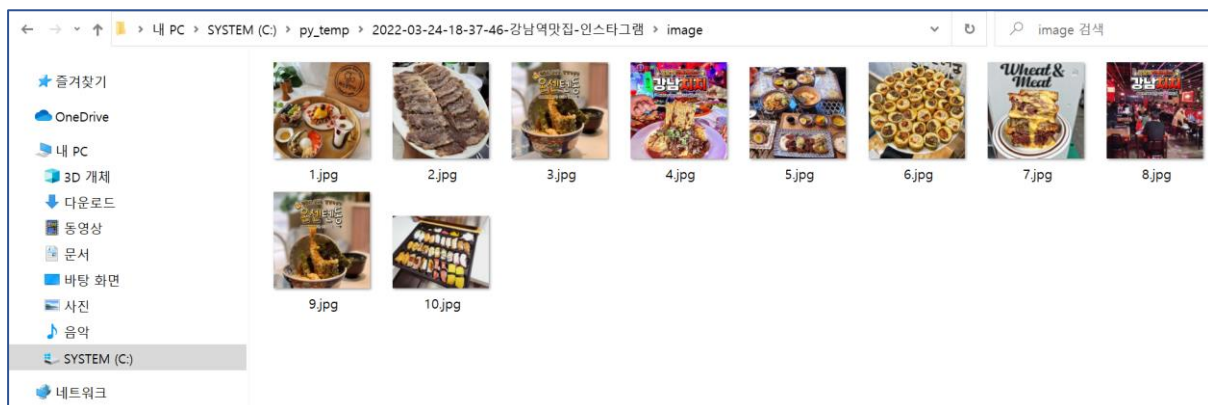 내 PC > SYSTEM (C:) > py_temp > 2022-03-24-18-37-46-강남역맛집-인스타그램 > image
image 검색
즐겨찾기
OneDrive
내 PC
3D 개체
다운로드
동영상
문서
바탕 화면
사진
음악
SYSTEM (C:)
네트워크
강남
Wheat &
Meat
강남
1.jpg
2.jpg
3.jpg
4.jpg
5.jpg
6.jpg
7.jpg
8.jpg
온센텐동
9.jpg
10.jpg